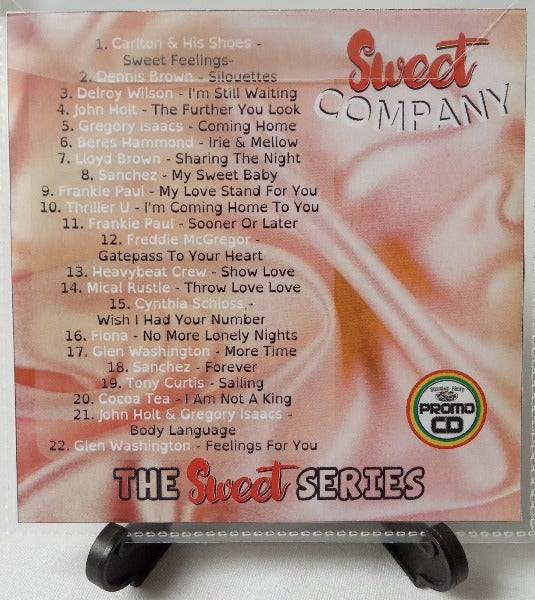 Sweet
COMPANY
1. Carlton & His Shoes -
Sweet Feelings-
2. Dennis Brown - Silouettes
3. Delroy Wilson - I'm Still Waiting
4. John Holt - The Further You Look
5. Gregory Isaacs - Coming Home
6. Beres Hammond - Irie & Mellow
7. Lloyd Brown - Sharing The Night
8. Sanchez - My Sweet Baby
9. Frankie Paul - My Love Stand For You
10. Thriller U - I'm Coming Home To You
11. Frankie Paul - Sooner Or Later
12. Freddie McGregor -
Gatepass To Your Heart
13. Heavybeat Crew - Show Love
14. Mical Rustle - Throw Love Love
15. Cynthia Schloss -
Wish I Had Your Number
16. Fiona - No More Lonely Nights
17. Glen Washington - More Time
18. Sanchez - Forever
19. Tony Curtis - Sailing
20. Cocoa Tea - I Am Not A King
21. John Holt & Gregory Isaacs -
Body Language
22. Glen Washington - Feelings For You
PROMO
CD
THE Sweet SERIES